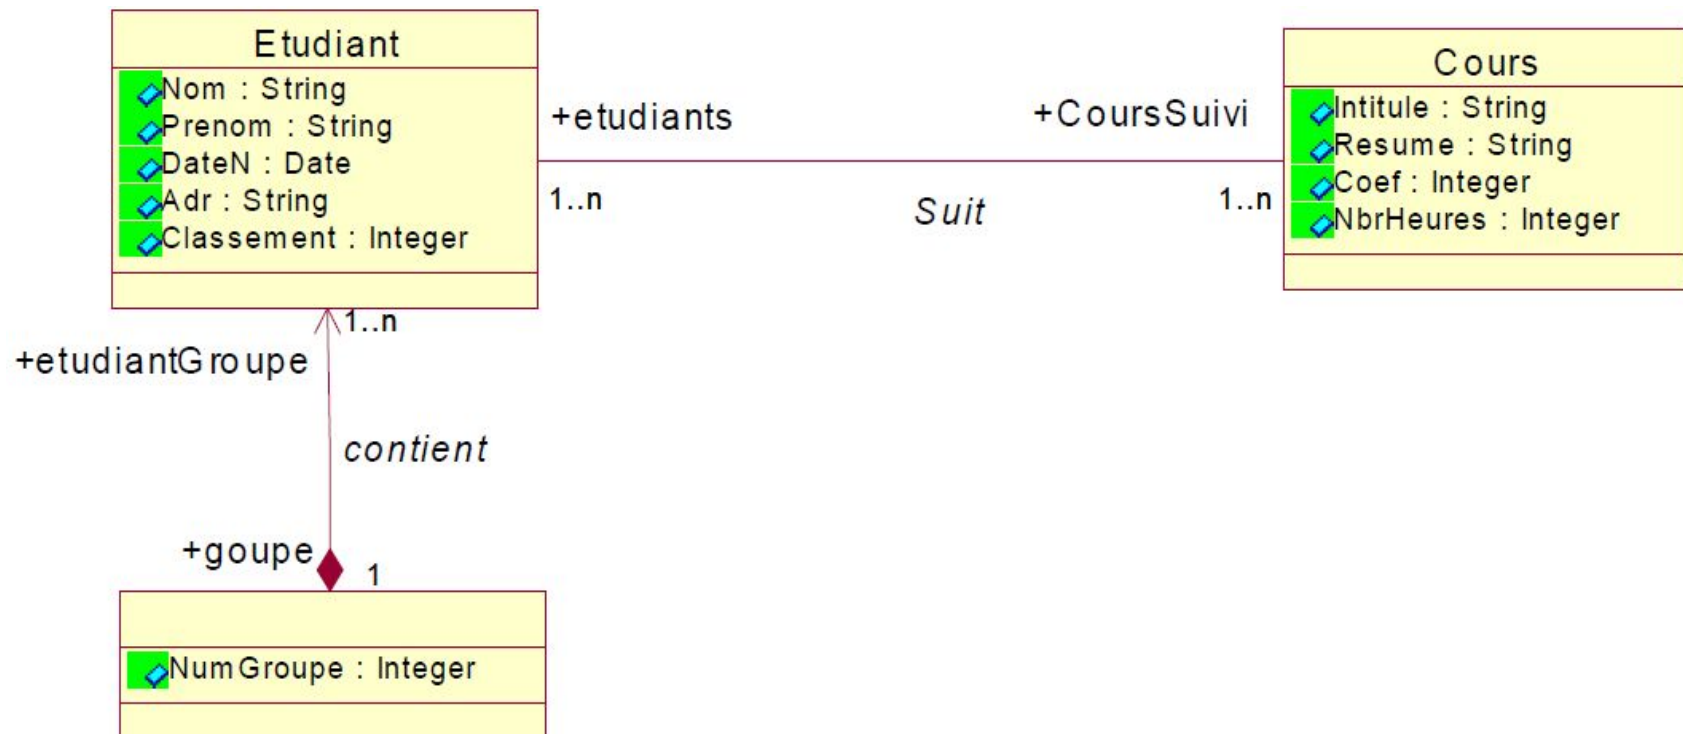 Etudiant
Nom : String
Prenom : String
DateN : Date
Adr : String
Classement : Integer
+etudiants
1..n
Suit
+CoursSuivi
1..n
Cours
Intitule : String
Resume : String
Coef : Integer
NbrHeures : Integer
1..n
+etudiantGroupe
contient
+goupe
1
NumGroupe : Integer